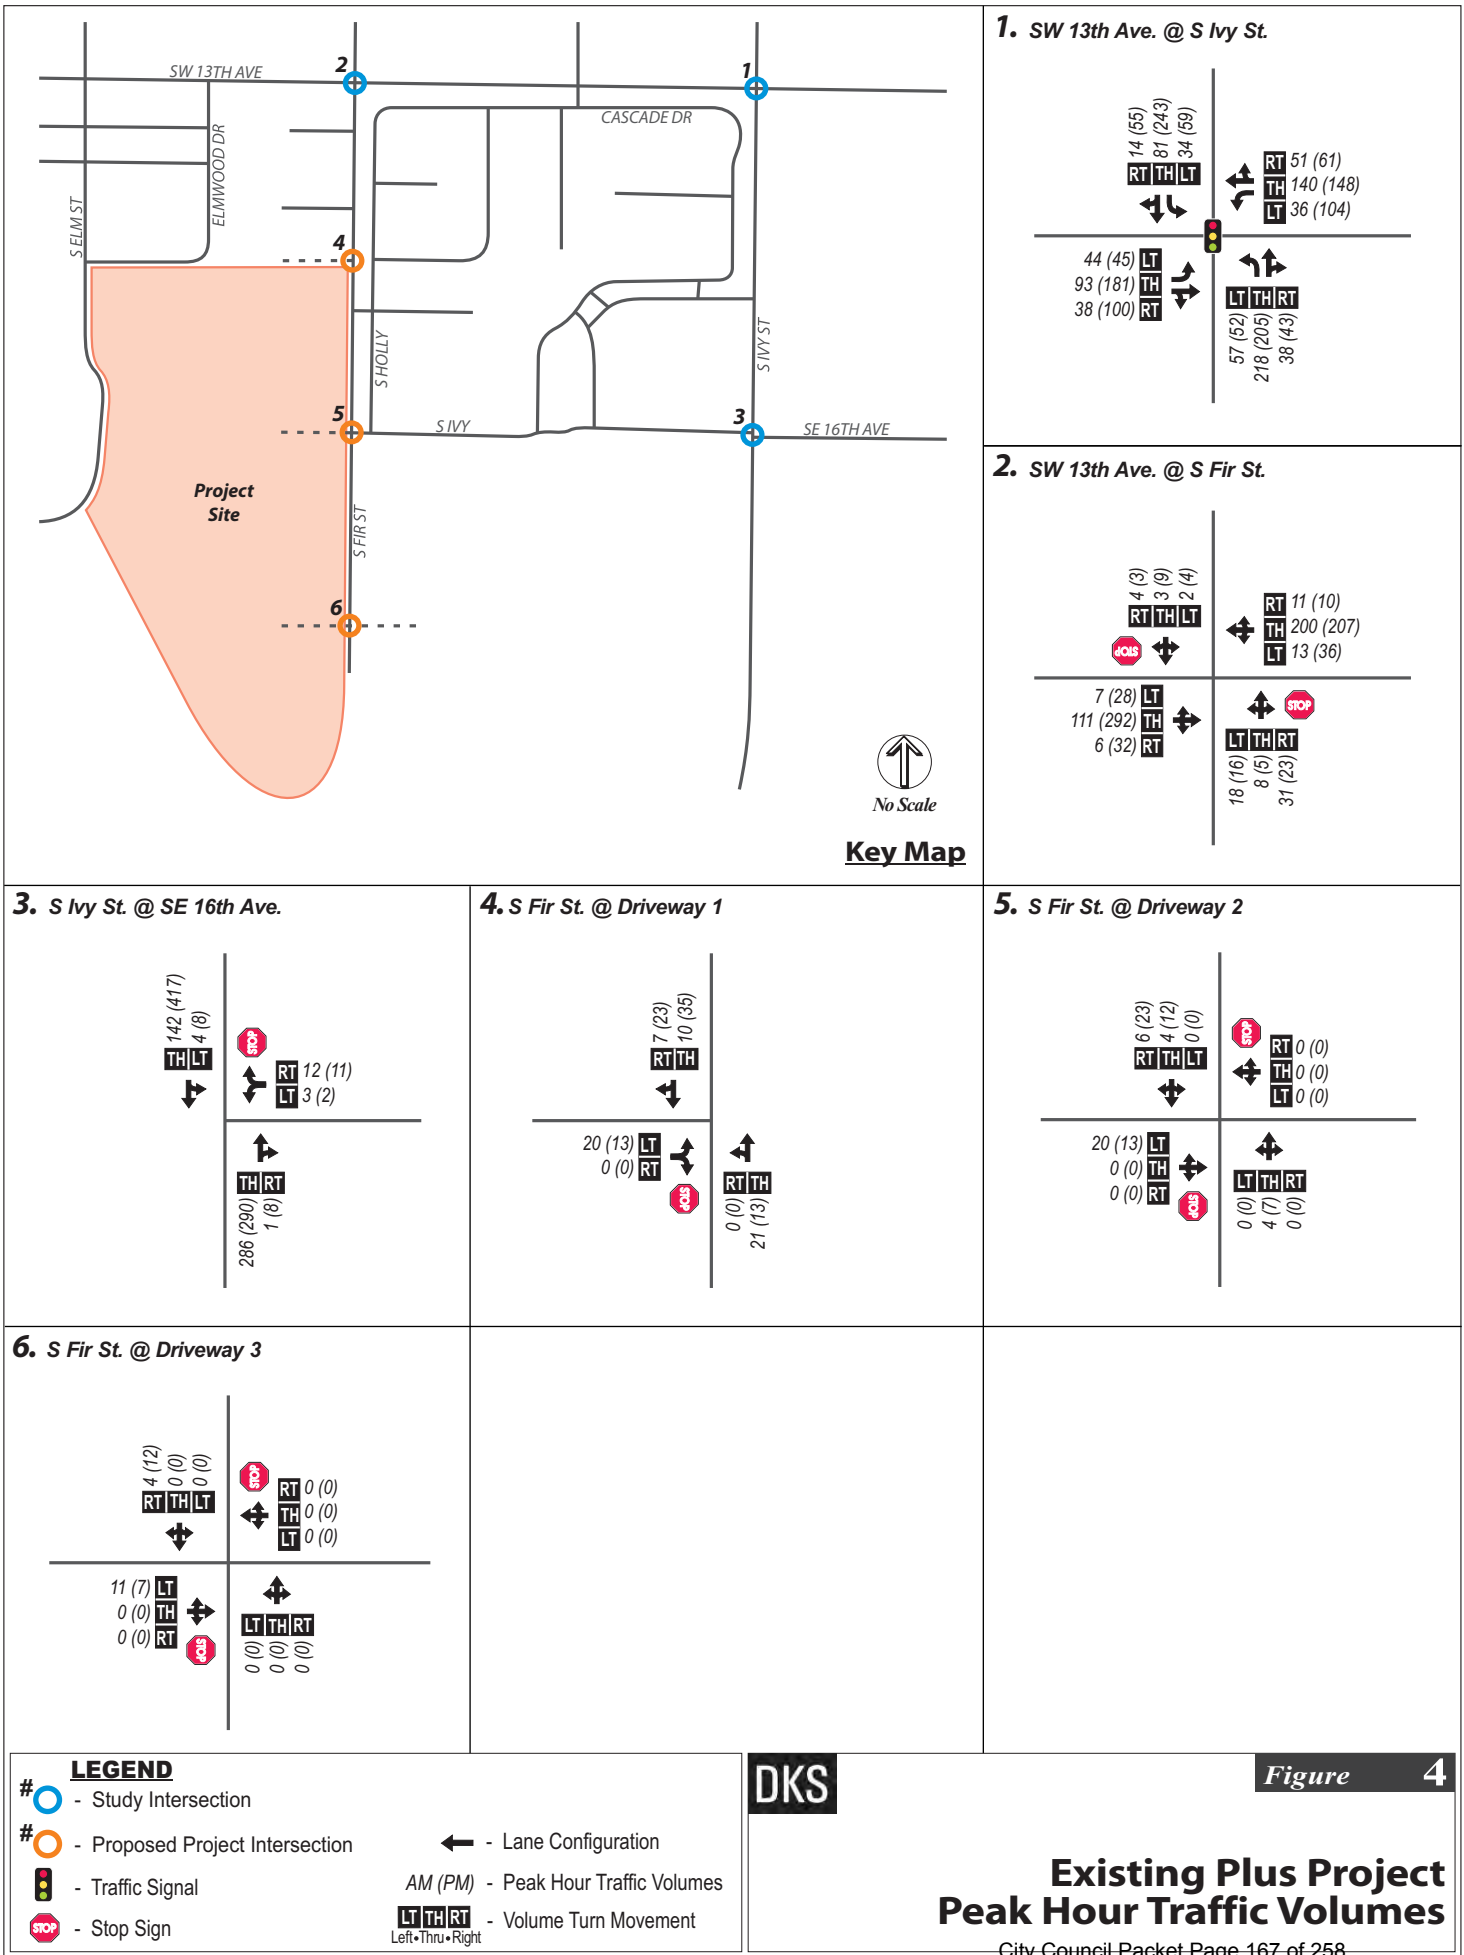 SW 13TH AVE
2
1
CASCADE DR
ELMWOOD DR
S ELM ST
4
S HOLLY
S IVY ST
5
S IVY
3
SE 16TH AVE
Project
Site
S FIR ST
6
No Scale
Key Map
1. SW 13th Ave. @ S Ivy St.
14 (55)
81 (243)
34 (59)
RT TH LT
RT 51 (61)
TH 140 (148)
LT 36 (104)
44 (45) LT
93 (181) TH
38 (100) RT
LT TH RT
57 (52)
218 (205)
38 (43)
2. SW 13th Ave. @ S Fir St.
4 (3)
3 (9)
2 (4)
RT TH LT
STOP
RT 11 (10)
TH 200 (207)
LT 13 (36)
7 (28) LT
111 (292) TH
6 (32) RT
STOP
LT TH RT
18 (16)
8 (5)
31 (23)
3. S Ivy St. @ SE 16th Ave.
142 (417)
4 (8)
TH LT
STOP
RT 12 (11)
LT 3 (2)
TH RT
286 (290)
1 (8)
4. S Fir St. @ Driveway 1
7 (23)
10 (35)
RT TH
20 (13) LT
0 (0) RT
STOP
RT TH
0 (0)
21 (13)
5. S Fir St. @ Driveway 2
6 (23)
4 (12)
0 (0)
RT TH LT
STOP
RT 0 (0)
TH 0 (0)
LT 0 (0)
20 (13) LT
0 (0) TH
0 (0) RT
STOP
LT TH RT
0 (0)
4 (7)
0 (0)
6. S Fir St. @ Driveway 3
4 (12)
0 (0)
0 (0)
RT TH LT
STOP
RT 0 (0)
TH 0 (0)
LT 0 (0)
11 (7) LT
0 (0) TH
0 (0) RT
STOP
LT TH RT
0 (0)
0 (0)
0 (0)
LEGEND
# - Study Intersection
# - Proposed Project Intersection
- Traffic Signal
STOP - Stop Sign
- Lane Configuration
AM (PM) - Peak Hour Traffic Volumes
LT TH RT - Volume Turn Movement
Left•Thru•Right
DKS
Figure 4
Existing Plus Project
Peak Hour Traffic Volumes
City Council Packet Page 167 of 258